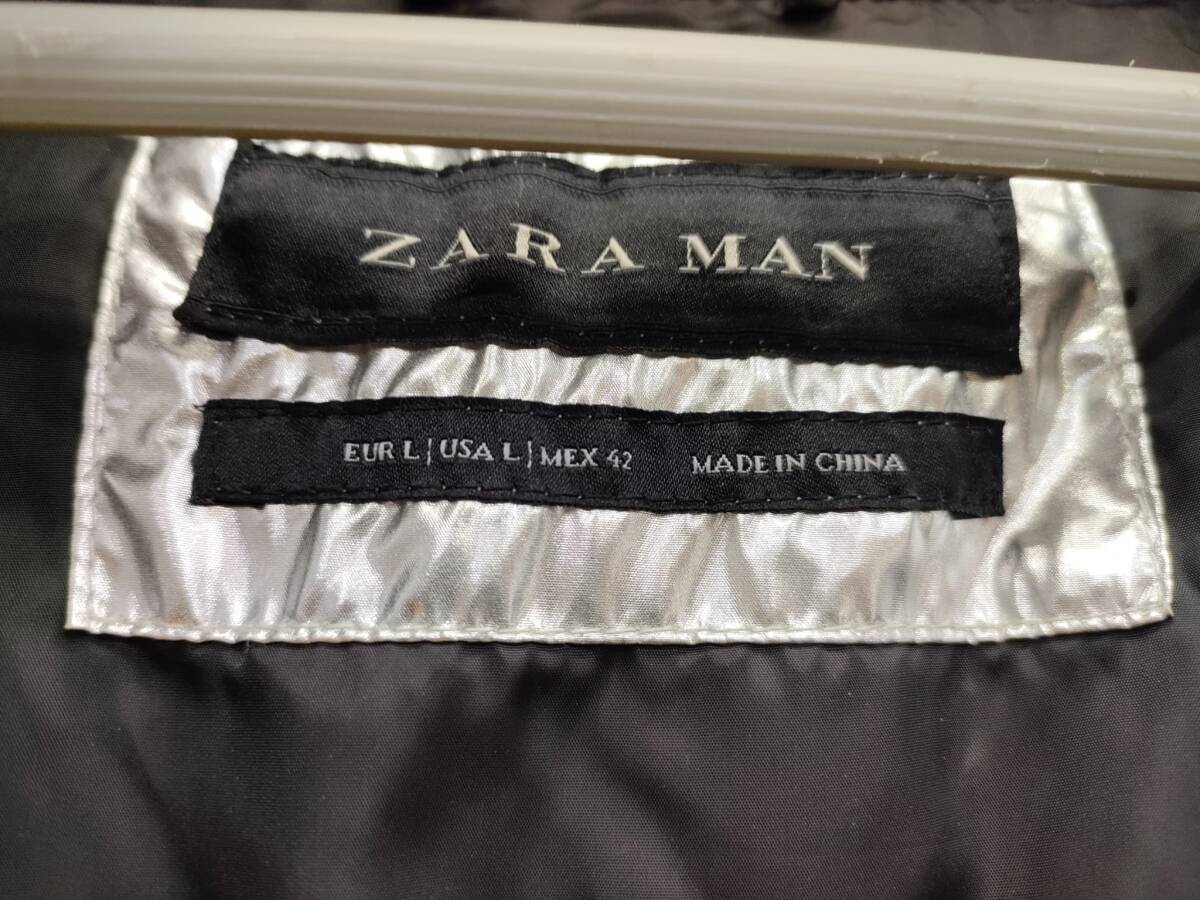 ZARA MAN
EUR L | USA L | MEX 42 MADE IN CHINA